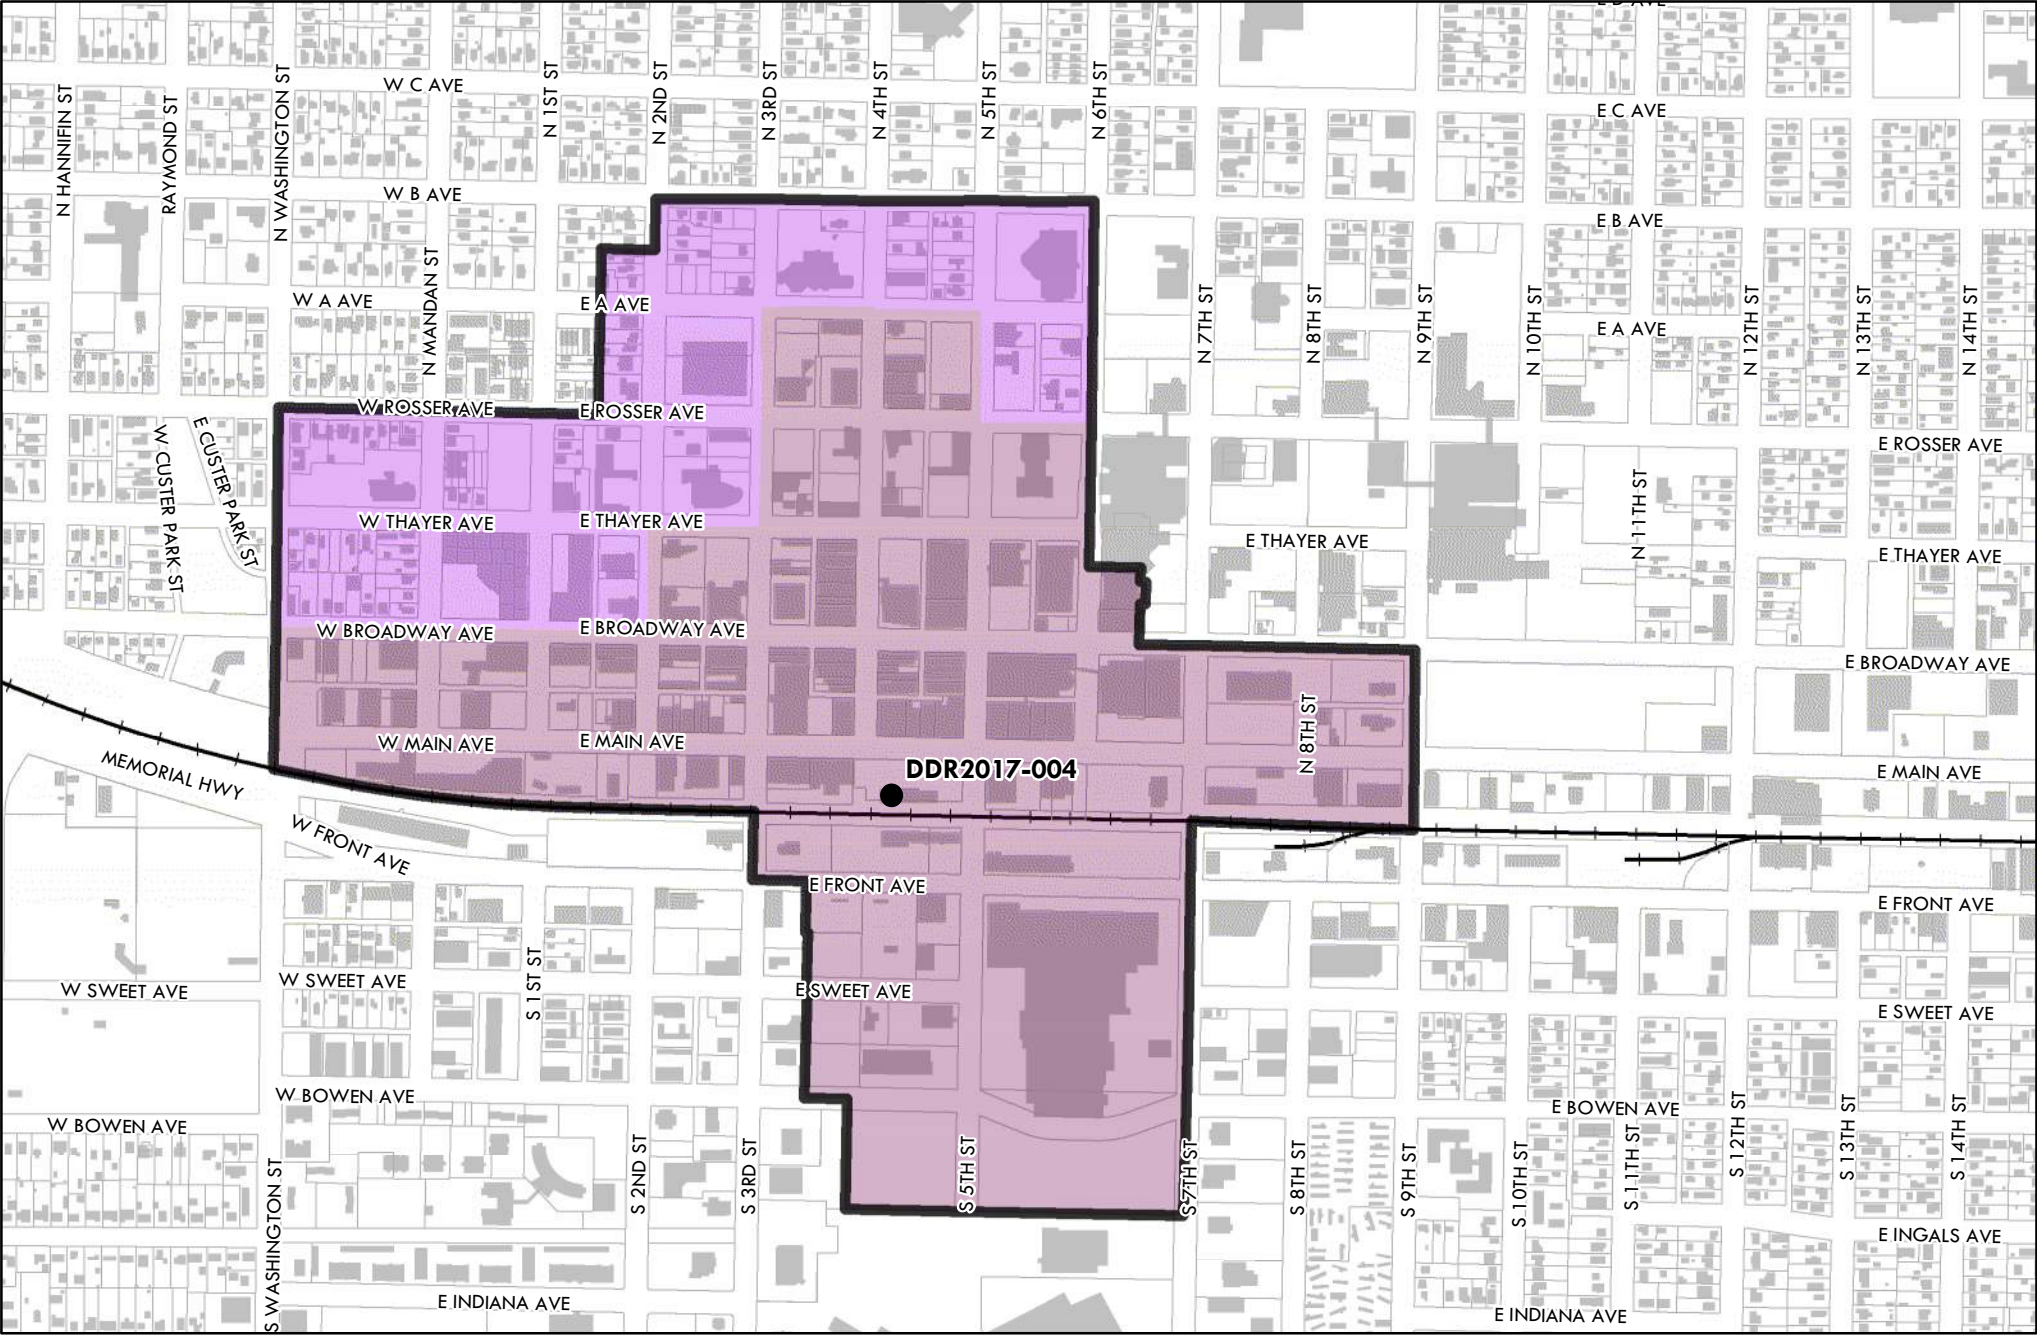 E D AVE
W C AVE
E C AVE
N HANNIFIN ST
RAYMOND ST
N WASHINGTON ST
N 1ST ST
N 2ND ST
N 3RD ST
N 4TH ST
N 5TH ST
N 6TH ST
W B AVE
E B AVE
N MANDAN ST
W A AVE
E A AVE
E A AVE
N 7TH ST
N 8TH ST
N 9TH ST
N 10TH ST
N 12TH ST
N 13TH ST
N 14TH ST
W ROSSER AVE
E ROSSER AVE
E ROSSER AVE
W CUSTER PARK ST
E CUSTER PARK ST
W THAYER AVE
E THAYER AVE
E THAYER AVE
N 11TH ST
E THAYER AVE
W BROADWAY AVE
E BROADWAY AVE
E BROADWAY AVE
N 8TH ST
W MAIN AVE
E MAIN AVE
E MAIN AVE
MEMORIAL HWY
DDR2017-004
W FRONT AVE
E FRONT AVE
E FRONT AVE
S 1ST ST
W SWEET AVE
W SWEET AVE
E SWEET AVE
E SWEET AVE
W BOWEN AVE
W BOWEN AVE
E BOWEN AVE
S WASHINGTON ST
S 2ND ST
S 3RD ST
S 5TH ST
S 7TH ST
S 8TH ST
S 9TH ST
S 10TH ST
S 11TH ST
S 12TH ST
S 13TH ST
S 14TH ST
E INGALS AVE
E INDIANA AVE
E INDIANA AVE